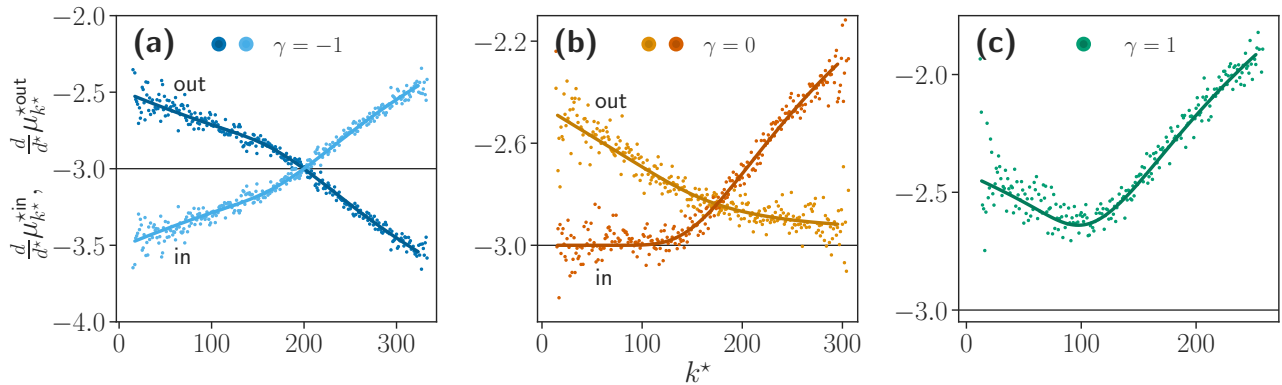 (a) γ = −1
(b) γ = 0
(c) γ = 1
d/d⋆ μ⋆in k⋆, d/d⋆ μ⋆out k⋆
−2.0
−2.5
−3.0
−3.5
−4.0
out
in
0 100 200 300
−2.2
−2.6
−3.0
out
in
0 100 200 300
k⋆
−2.0
−2.5
−3.0
0 100 200